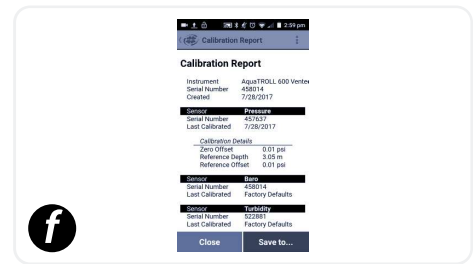 2:59 pm
Calibration Report
Calibration Report
Instrument AquaTROLL 600 Vente
Serial Number 458014
Created 7/28/2017
Sensor Pressure
Serial Number 457637
Last Calibrated 7/28/2017
Calibration Details
Zero Offset 0.01 psi
Reference Depth 3.05 m
Reference Offset 0.01 psi
Sensor Baro
Serial Number 458014
Last Calibrated Factory Defaults
Sensor Turbidity
Serial Number 522881
Last Calibrated Factory Defaults
Close Save to...
f